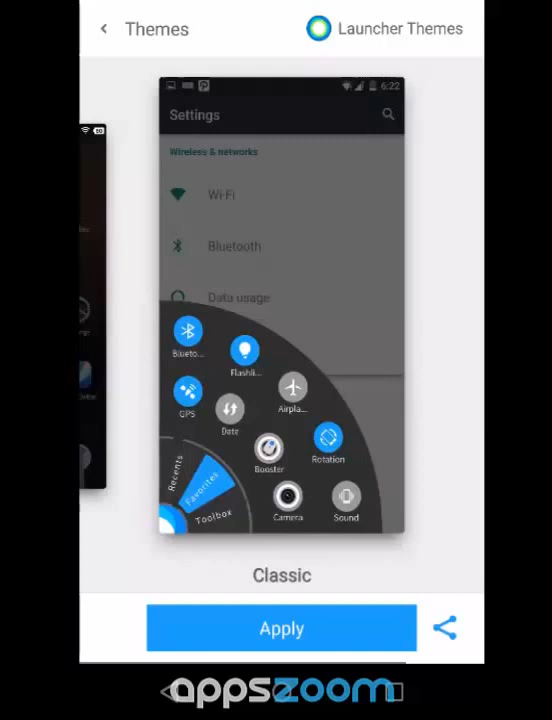 Themes
Launcher Themes
6:22
Settings
Wireless & networks
Wi-Fi
Bluetooth
Data usage
Blueto...
Flashli...
GPS
Data
Airpla...
Booster
Rotation
Camera
Sound
Recents
Favorites
Toolbox
Classic
Apply
appszoom